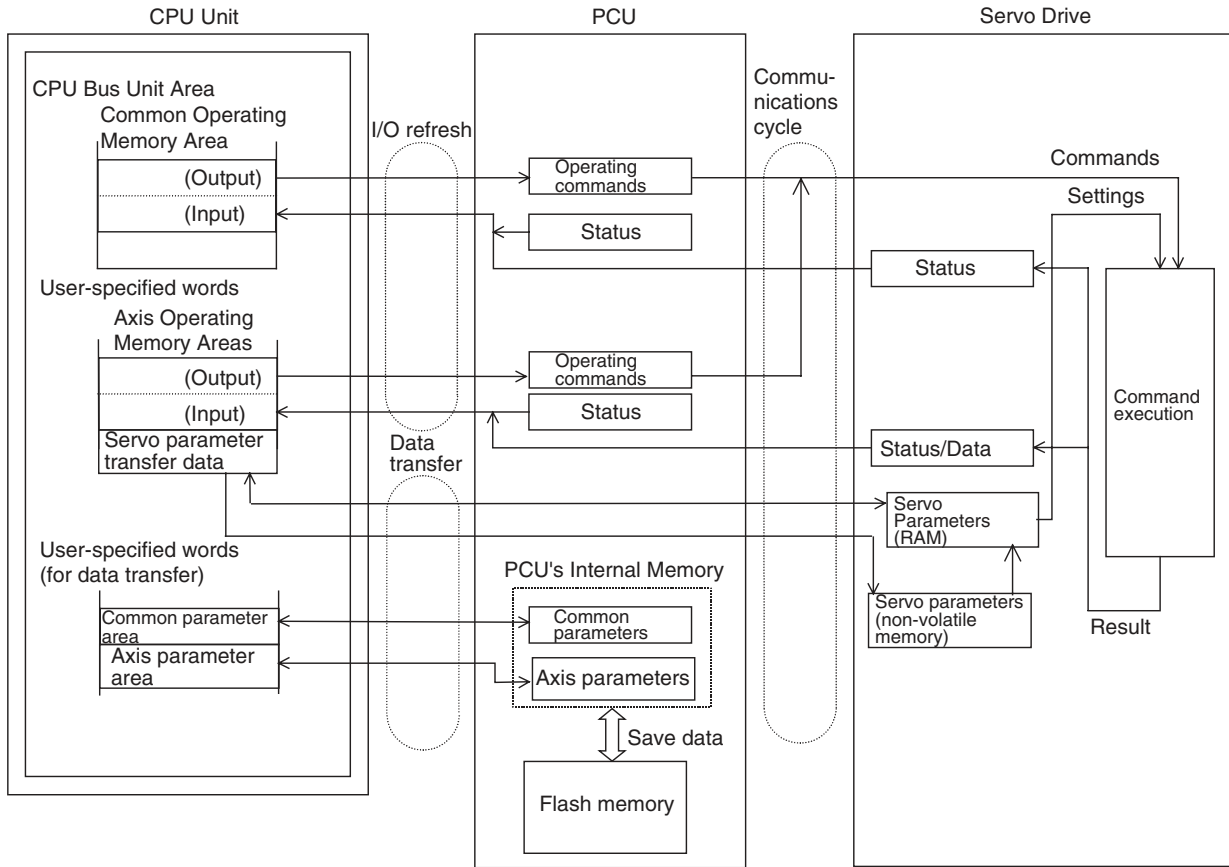 CPU Unit
PCU
Servo Drive
CPU Bus Unit Area
Common Operating
Memory Area
(Output)
(Input)
I/O refresh
Operating
commands
Status
Commu-
nications
cycle
Commands
Settings
Status
User-specified words
Axis Operating
Memory Areas
(Output)
(Input)
Servo parameter
transfer data
Operating
commands
Status
Data
transfer
Status/Data
Command
execution
Servo
Parameters
(RAM)
User-specified words
(for data transfer)
Common parameter
area
Axis parameter
area
PCU's Internal Memory
Common
parameters
Axis parameters
Servo parameters
(non-volatile
memory)
Result
Save data
Flash memory